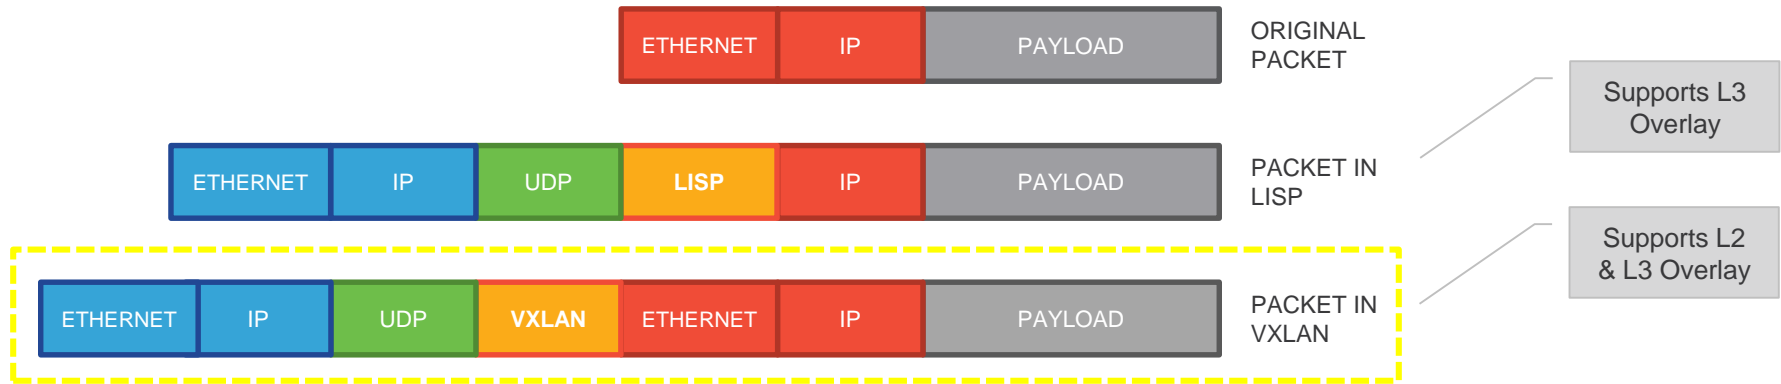 ETHERNET IP PAYLOAD ORIGINAL
PACKET
Supports L3
Overlay
ETHERNET IP UDP LISP IP PAYLOAD PACKET IN
LISP
Supports L2
& L3 Overlay
ETHERNET IP UDP VXLAN ETHERNET IP PAYLOAD PACKET IN
VXLAN